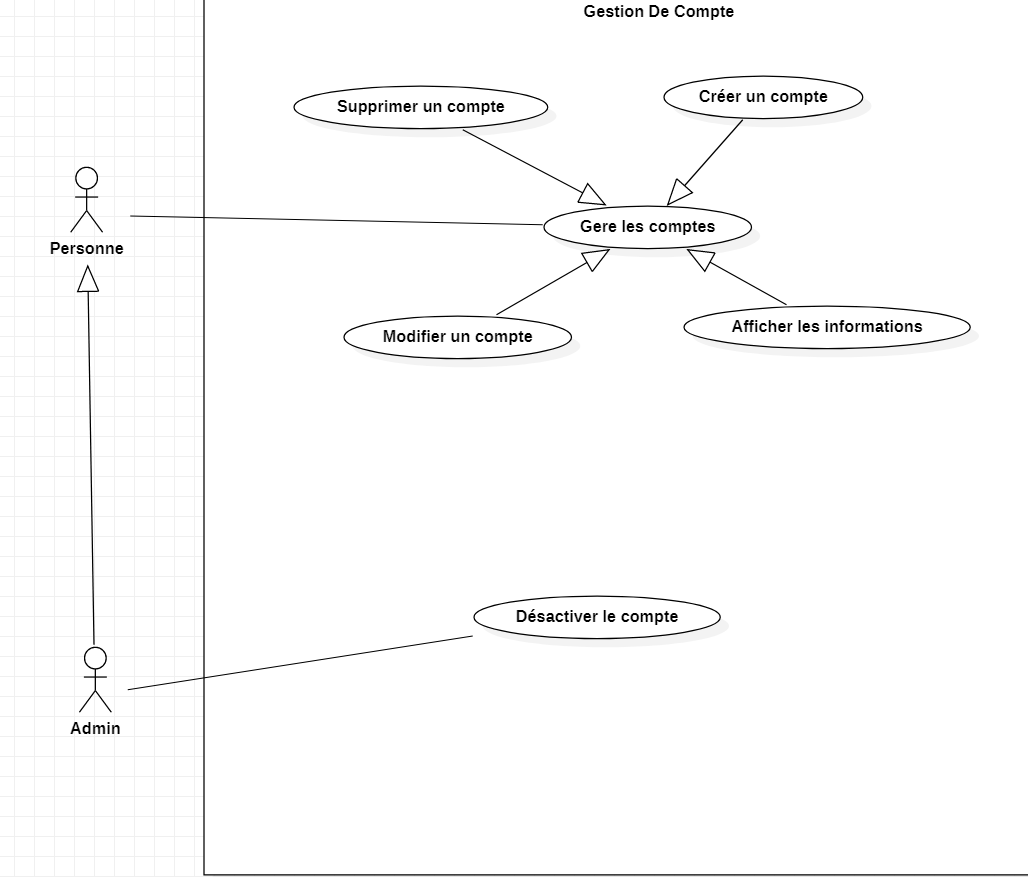 Gestion De Compte
Supprimer un compte
Créer un compte
Personne
Gere les comptes
Modifier un compte
Afficher les informations
Désactiver le compte
Admin